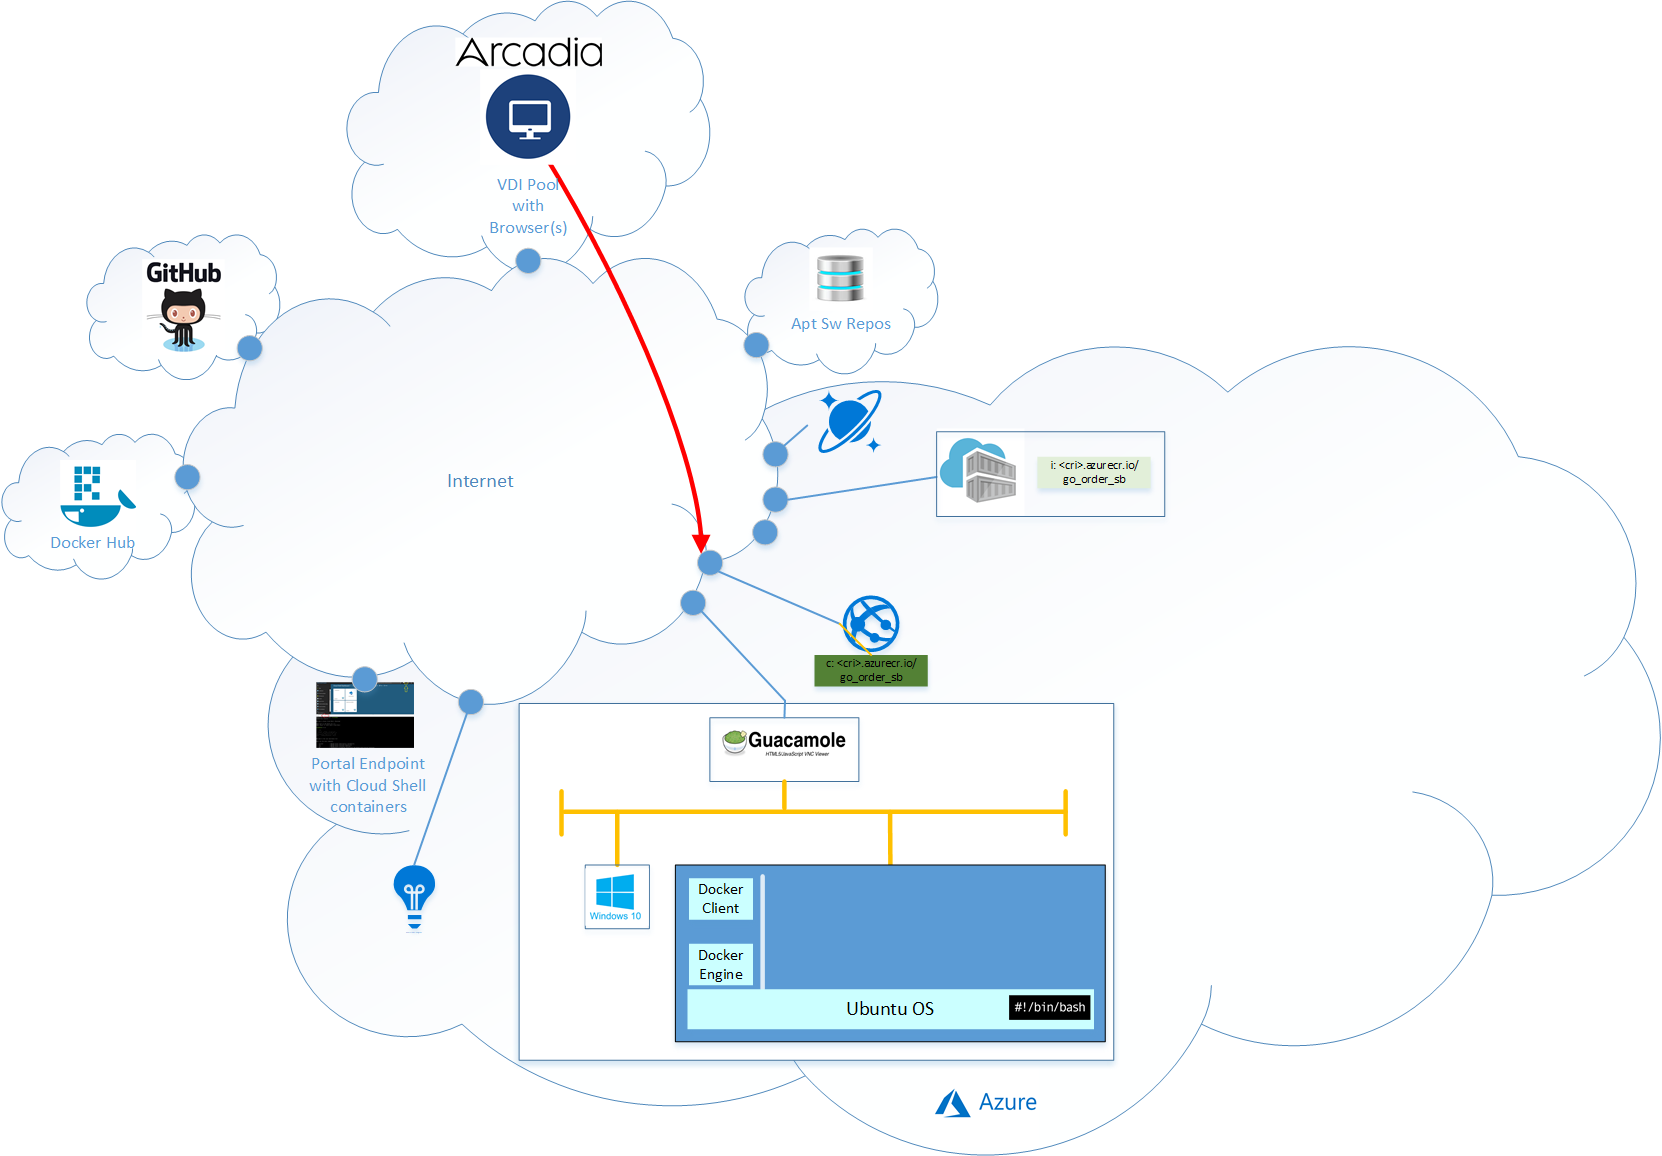 Arcadia
VDI Pool
with
Browser(s)
GitHub
Apt Sw Repos
i: <cri>.azurecr.io/
go_order_sb
Internet
Docker Hub
c: <cri>.azurecr.io/
go_order_sb
Portal Endpoint
with Cloud Shell
containers
Guacamole
HTML5/JavaScript VNC Viewer
Windows 10
Docker
Client
Docker
Engine
Ubuntu OS
#!/bin/bash
Azure